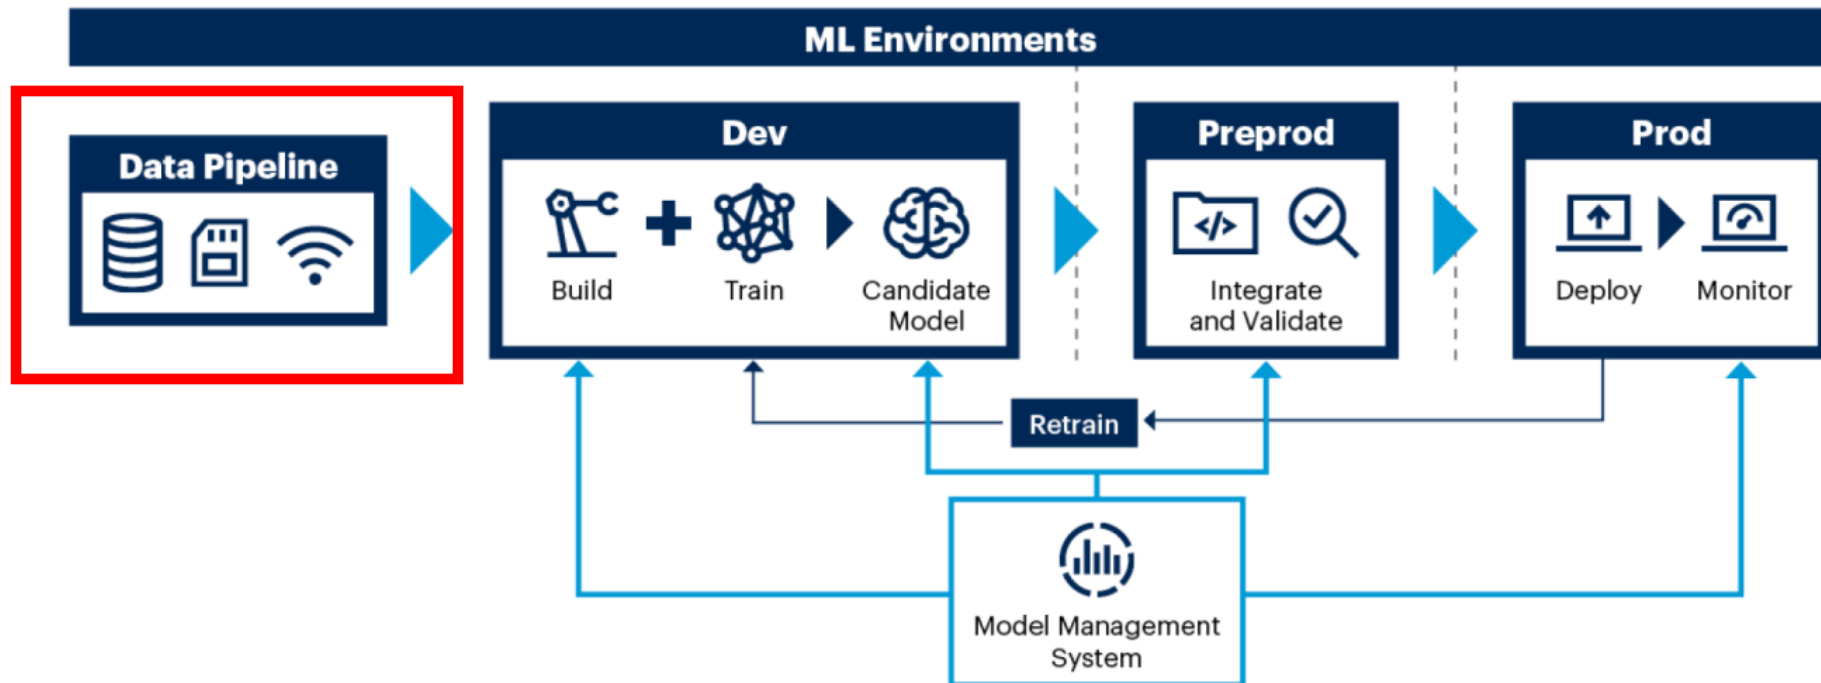 ML Environments
Data Pipeline
Dev
Build
Train
Candidate
Model
Preprod
</>
Integrate
and Validate
Prod
Deploy
Monitor
Retrain
Model Management
System